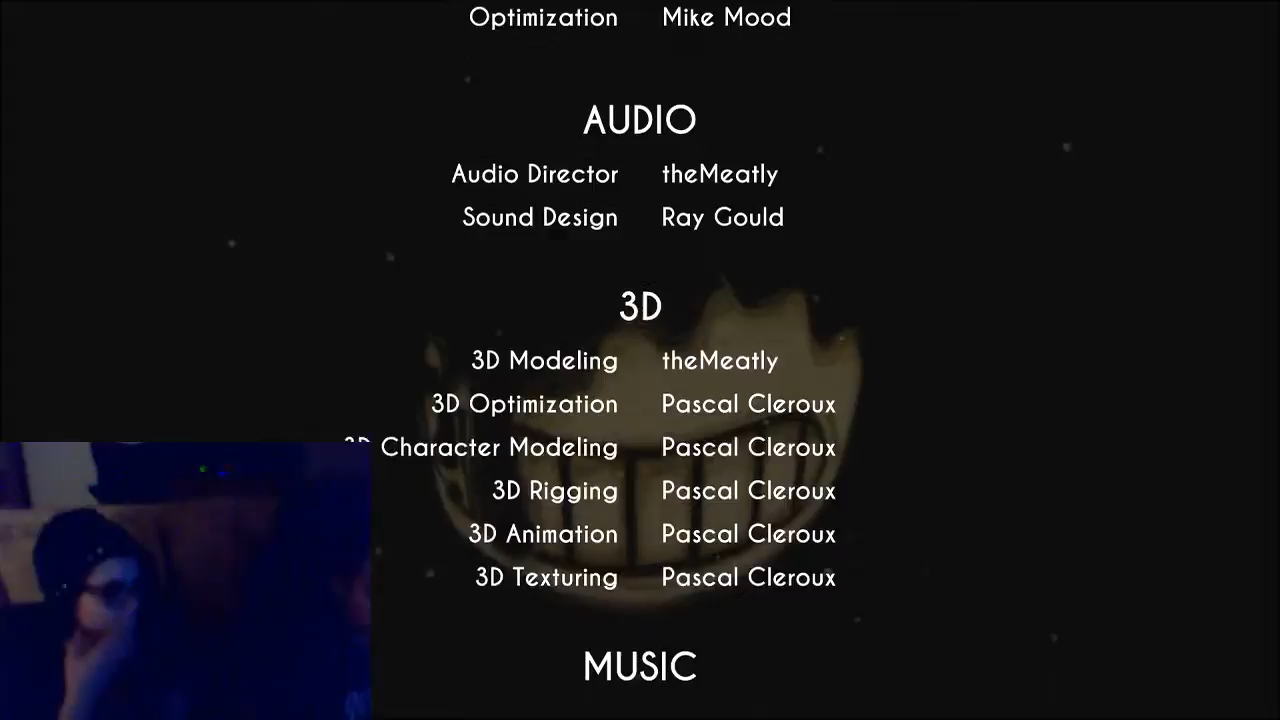 Optimization Mike Mood
AUDIO
Audio Director theMeatly
Sound Design Ray Gould
3D
3D Modeling theMeatly
3D Optimization Pascal Cleroux
3D Character Modeling Pascal Cleroux
3D Rigging Pascal Cleroux
3D Animation Pascal Cleroux
3D Texturing Pascal Cleroux
MUSIC